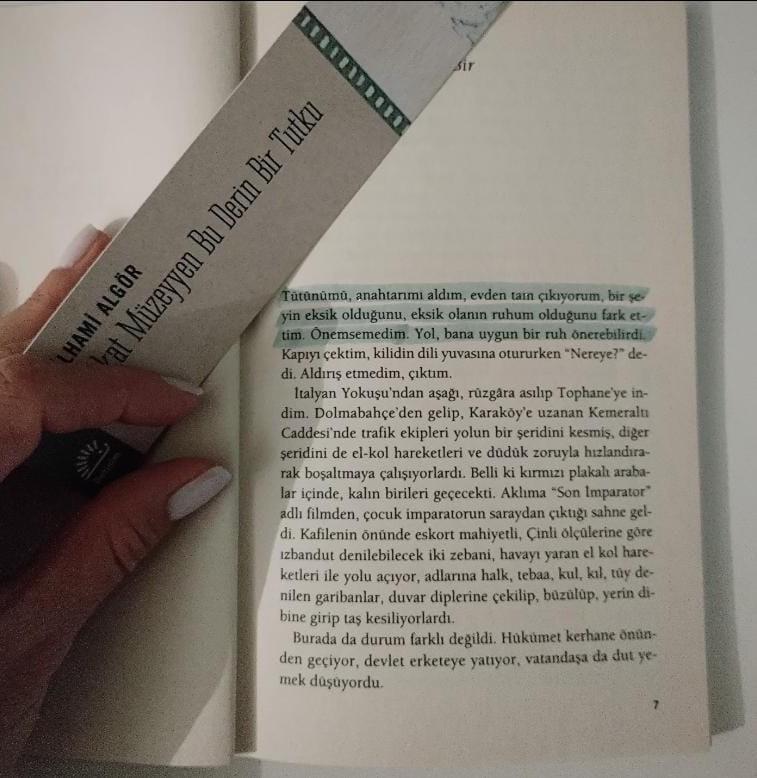 Bir
LHAMİ ALGÖR
kat Müzeyyen Bu Derin Bir Tutku
Tütünümü, anahtarımı aldım, evden tam çıkıyorum, bir şe-
yin eksik olduğunu, eksik olanın ruhum olduğunu fark et-
tim. Önemsemedim. Yol, bana uygun bir ruh önerebilirdi.
Kapıyı çektim, kilidin dili yuvasına otururken “Nereye?” de-
di. Aldırış etmedim, çıktım.
İtalyan Yokuşu’ndan aşağı, rüzgâra asılıp Tophane’ye in-
dim. Dolmabahçe’den gelip, Karaköy’e uzanan Kemeraltı
Caddesi’nde trafik ekipleri yolun bir şeridini kesmiş, diğer
şeridini de el-kol hareketleri ve düdük zoruyla hızlandıra-
rak boşaltmaya çalışıyorlardı. Belli ki kırmızı plakalı araba-
lar içinde, kalın birileri geçecekti. Aklıma “Son İmparator”
adlı filmden, çocuk imparatorun saraydan çıktığı sahne gel-
di. Kafilenin önünde eskort mahiyetli, Çinli ölçülerine göre
ızbandut denilebilecek iki zebani, havayı yaran el kol hare-
ketleri ile yolu açıyor, adlarına halk, tebaa, kul, kıl, tüy de-
nilen garibanlar, duvar diplerine çekilip, büzülüp, yerin di-
bine girip taş kesiliyorlardı.
Burada da durum farklı değildi. Hükümet kerhane önün-
den geçiyor, devlet erketeye yatıyor, vatandaşa da dut ye-
mek düşüyordu.
7